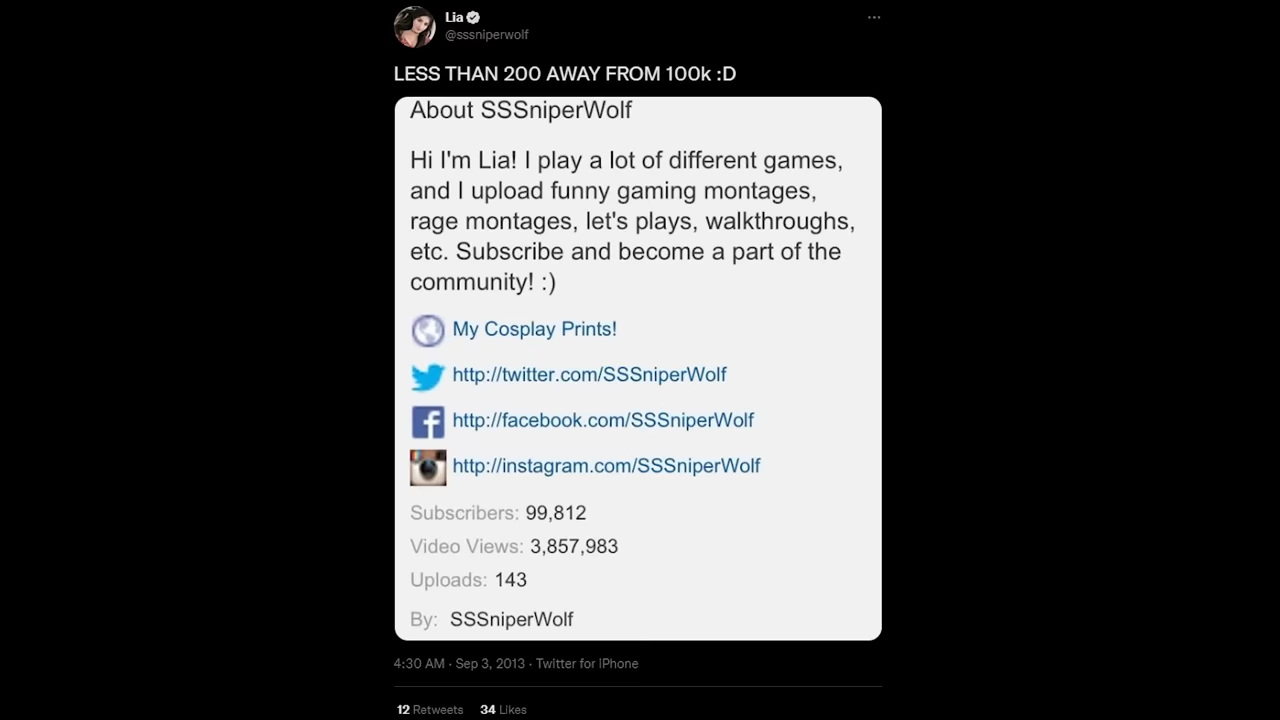 Lia
@sssniperwolf
LESS THAN 200 AWAY FROM 100k :D
About SSSniperWolf
Hi I'm Lia! I play a lot of different games,
and I upload funny gaming montages,
rage montages, let's plays, walkthroughs,
etc. Subscribe and become a part of the
community! :)
My Cosplay Prints!
http://twitter.com/SSSniperWolf
http://facebook.com/SSSniperWolf
http://instagram.com/SSSniperWolf
Subscribers: 99,812
Video Views: 3,857,983
Uploads: 143
By: SSSniperWolf
4:30 AM · Sep 3, 2013 · Twitter for iPhone
12 Retweets 34 Likes